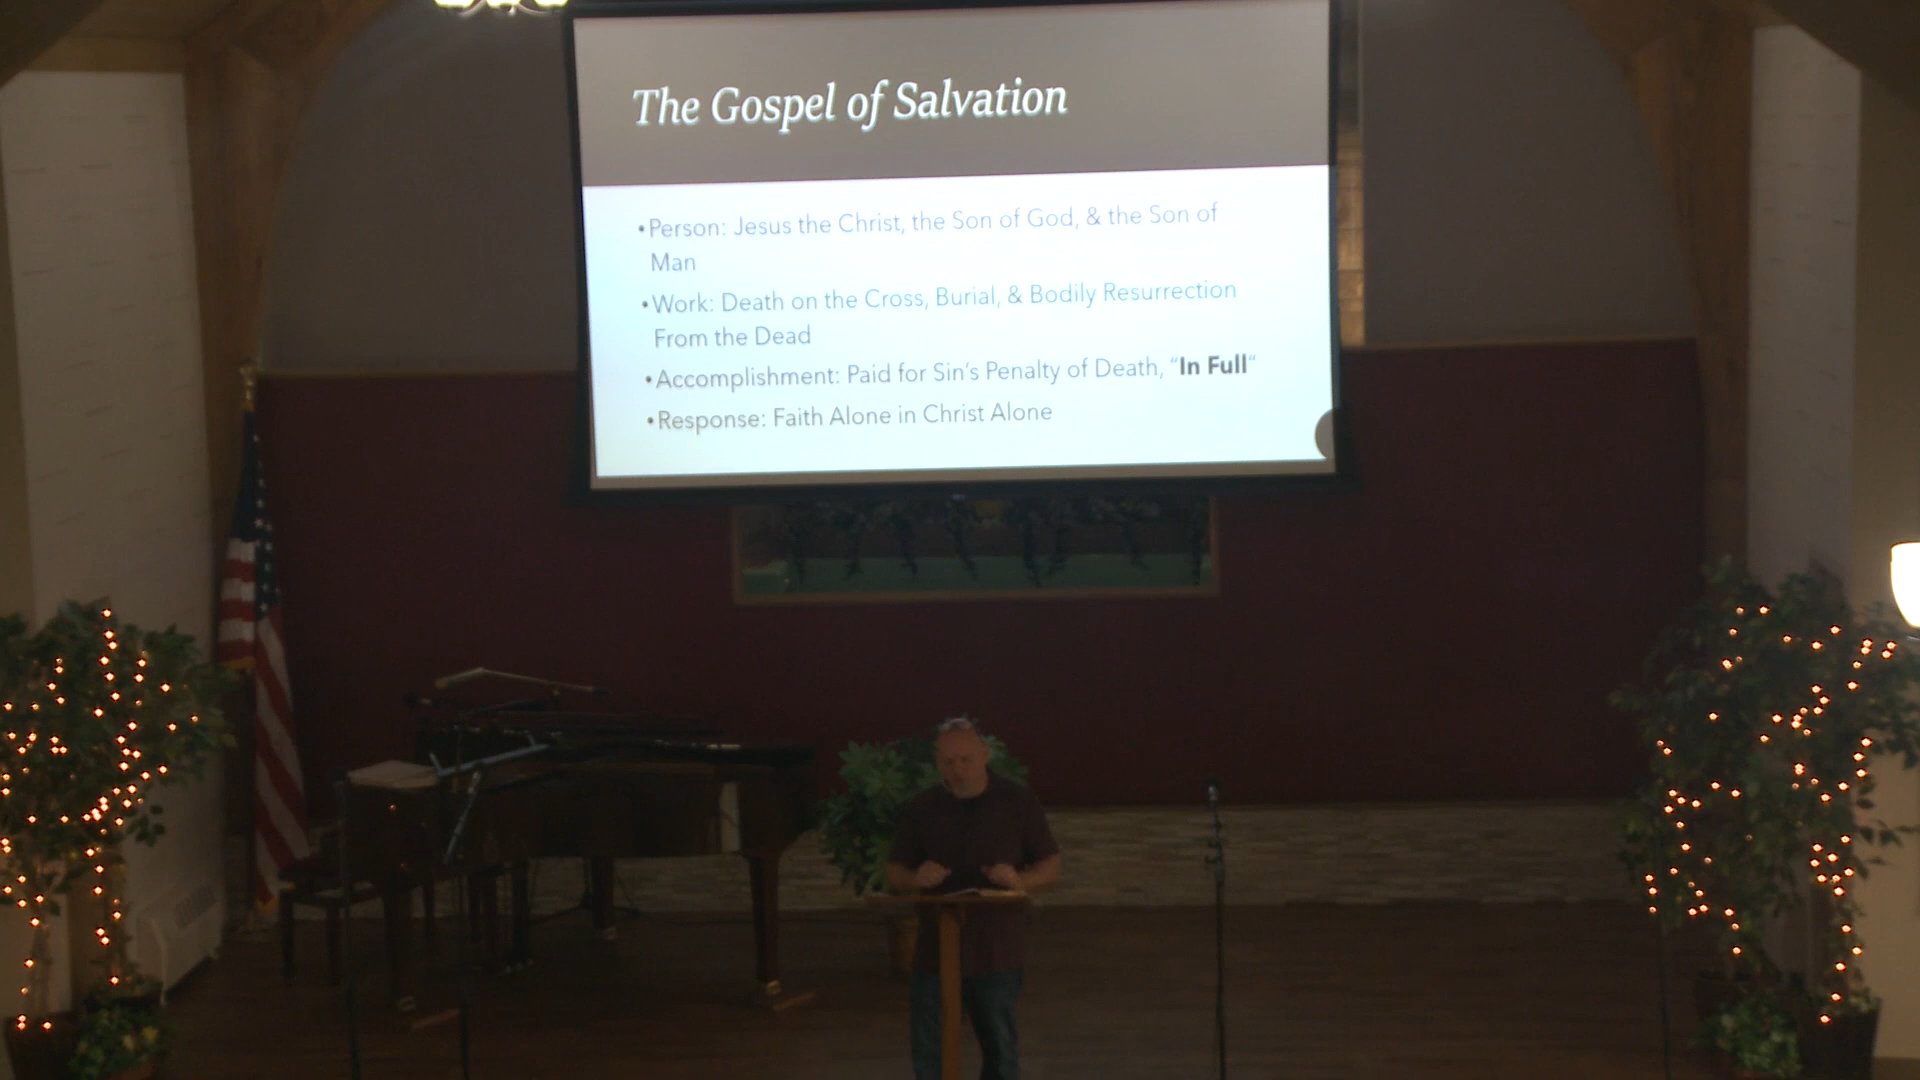 The Gospel of Salvation
•Person: Jesus the Christ, the Son of God, & the Son of
Man
•Work: Death on the Cross, Burial, & Bodily Resurrection
From the Dead
•Accomplishment: Paid for Sin's Penalty of Death, “In Full“
•Response: Faith Alone in Christ Alone